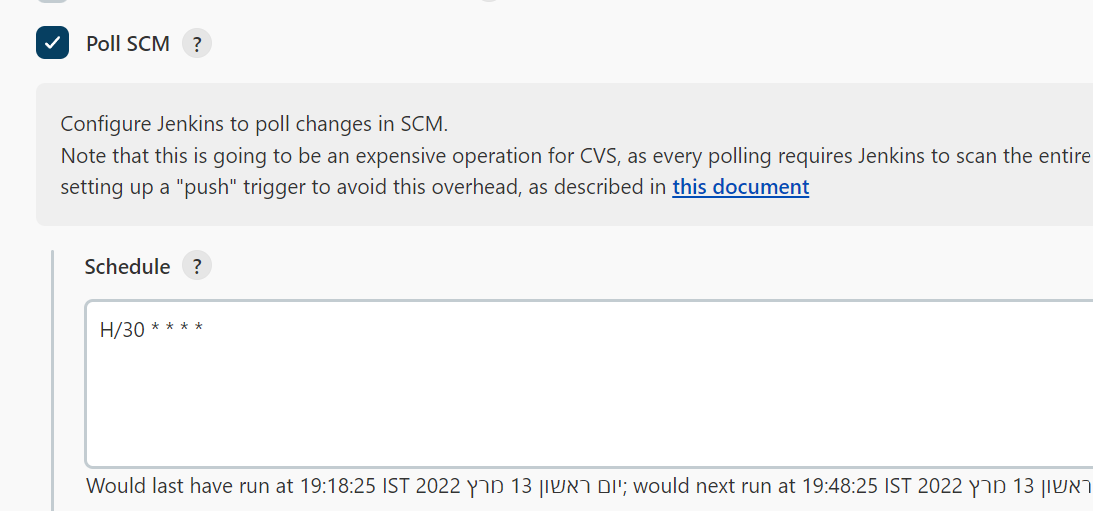 Poll SCM ?
Configure Jenkins to poll changes in SCM.
Note that this is going to be an expensive operation for CVS, as every polling requires Jenkins to scan the entire
setting up a "push" trigger to avoid this overhead, as described in this document
Schedule ?
H/30 * * * *
Would last have run at 19:18:25 IST 2022 יום ראשון 13 מרץ; would next run at 19:48:25 IST 2022 ראשון 13 מרץ